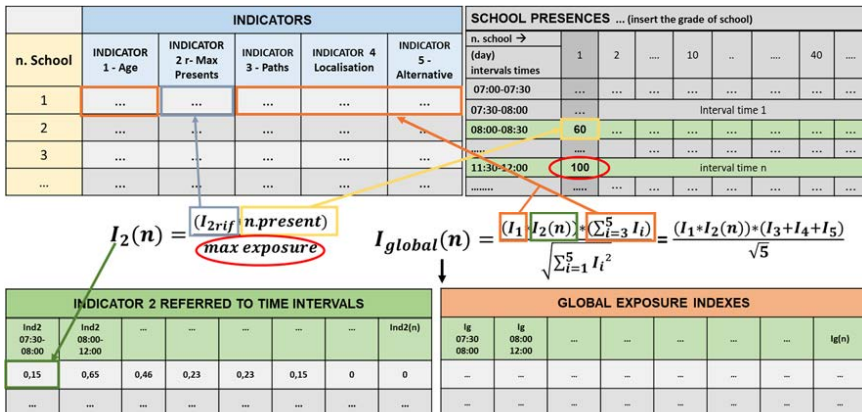 INDICATORS
n. School
INDICATOR 1 - Age
INDICATOR 2 r- Max Presents
INDICATOR 3 - Paths
INDICATOR 4 Localisation
INDICATOR 5 - Alternative
1 ... ... ... ... ...
2 ... ... ... ... ...
3 ... ... ... ... ...
... ... ... ... ... ...
SCHOOL PRESENCES ... (insert the grade of school)
n. school →
(day)
intervals times
1 2 .... 10 .. .... 40 ....
07:00-07:30 ... ... ... ... ... ... ... ...
07:30-08:00 ... Interval time 1
08:00-08:30 60 ... ... ... ... ... ... ...
..... .... ... ... ... ... ... ... ...
11:30-12:00 100 interval time n
........ ..... ... ... ... ... ... ... ...
I₂(n) = (I₂rif*n.present) / max exposure
I_global(n) = (I₁*I₂(n))*(∑⁵ᵢ₌₃ Iᵢ) / √∑⁵ᵢ₌₁ Iᵢ² = (I₁*I₂(n))*(I₃+I₄+I₅) / √5
INDICATOR 2 REFERRED TO TIME INTERVALS
Ind2 07:30-08:00
Ind2 08:00-12:00
... ... ... ... ... Ind2(n)
0,15 0,65 0,46 0,23 0,23 0,15 0 0
... ... ... ... ... ... ... ...
GLOBAL EXPOSURE INDEXES
Ig 07:30 08:00
Ig 08:00 12:00
... ... ... ... ... Ig(n)
... ... ... ... ... ... ... ...
... ... ... ... ... ... ... ...